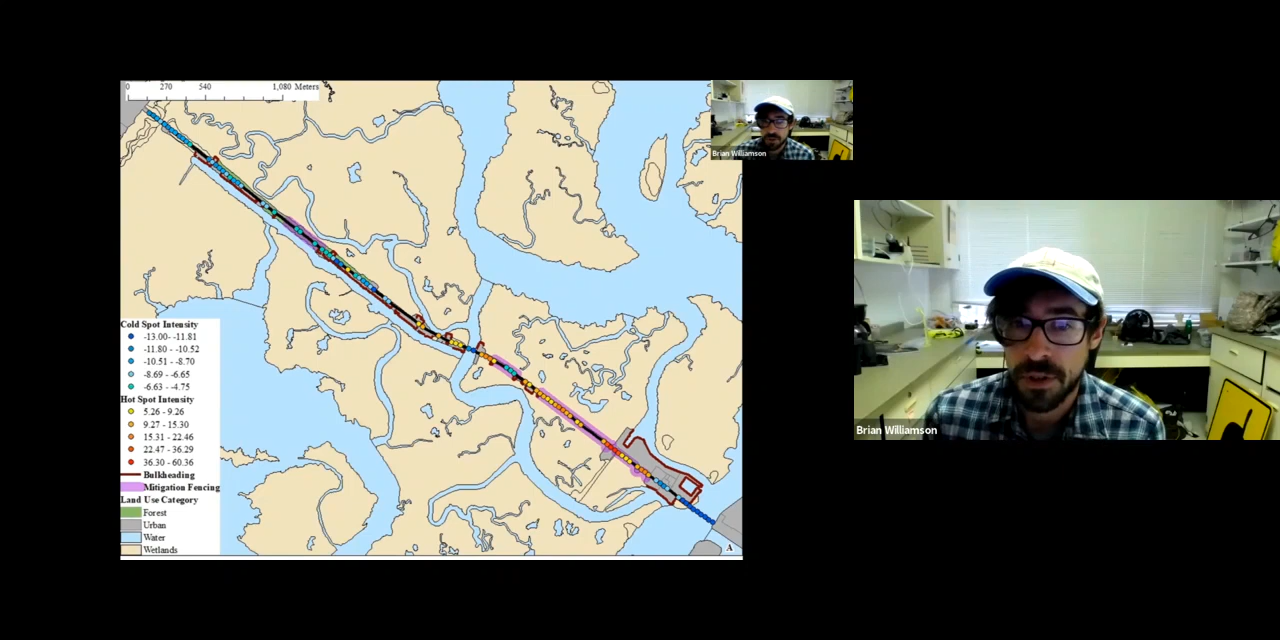 0 270 540 1,080 Meters
Brian Williamson
Cold Spot Intensity
-13.00- -11.81
-11.80 - -10.52
-10.51 - -8.70
-8.69 - -6.65
-6.63 - -4.75
Hot Spot Intensity
5.26 - 9.26
9.27 - 15.30
15.31 - 22.46
22.47 - 36.29
36.30 - 60.36
Bulkheading
Mitigation Fencing
Land Use Category
Forest
Urban
Water
Wetlands
A
Brian Williamson